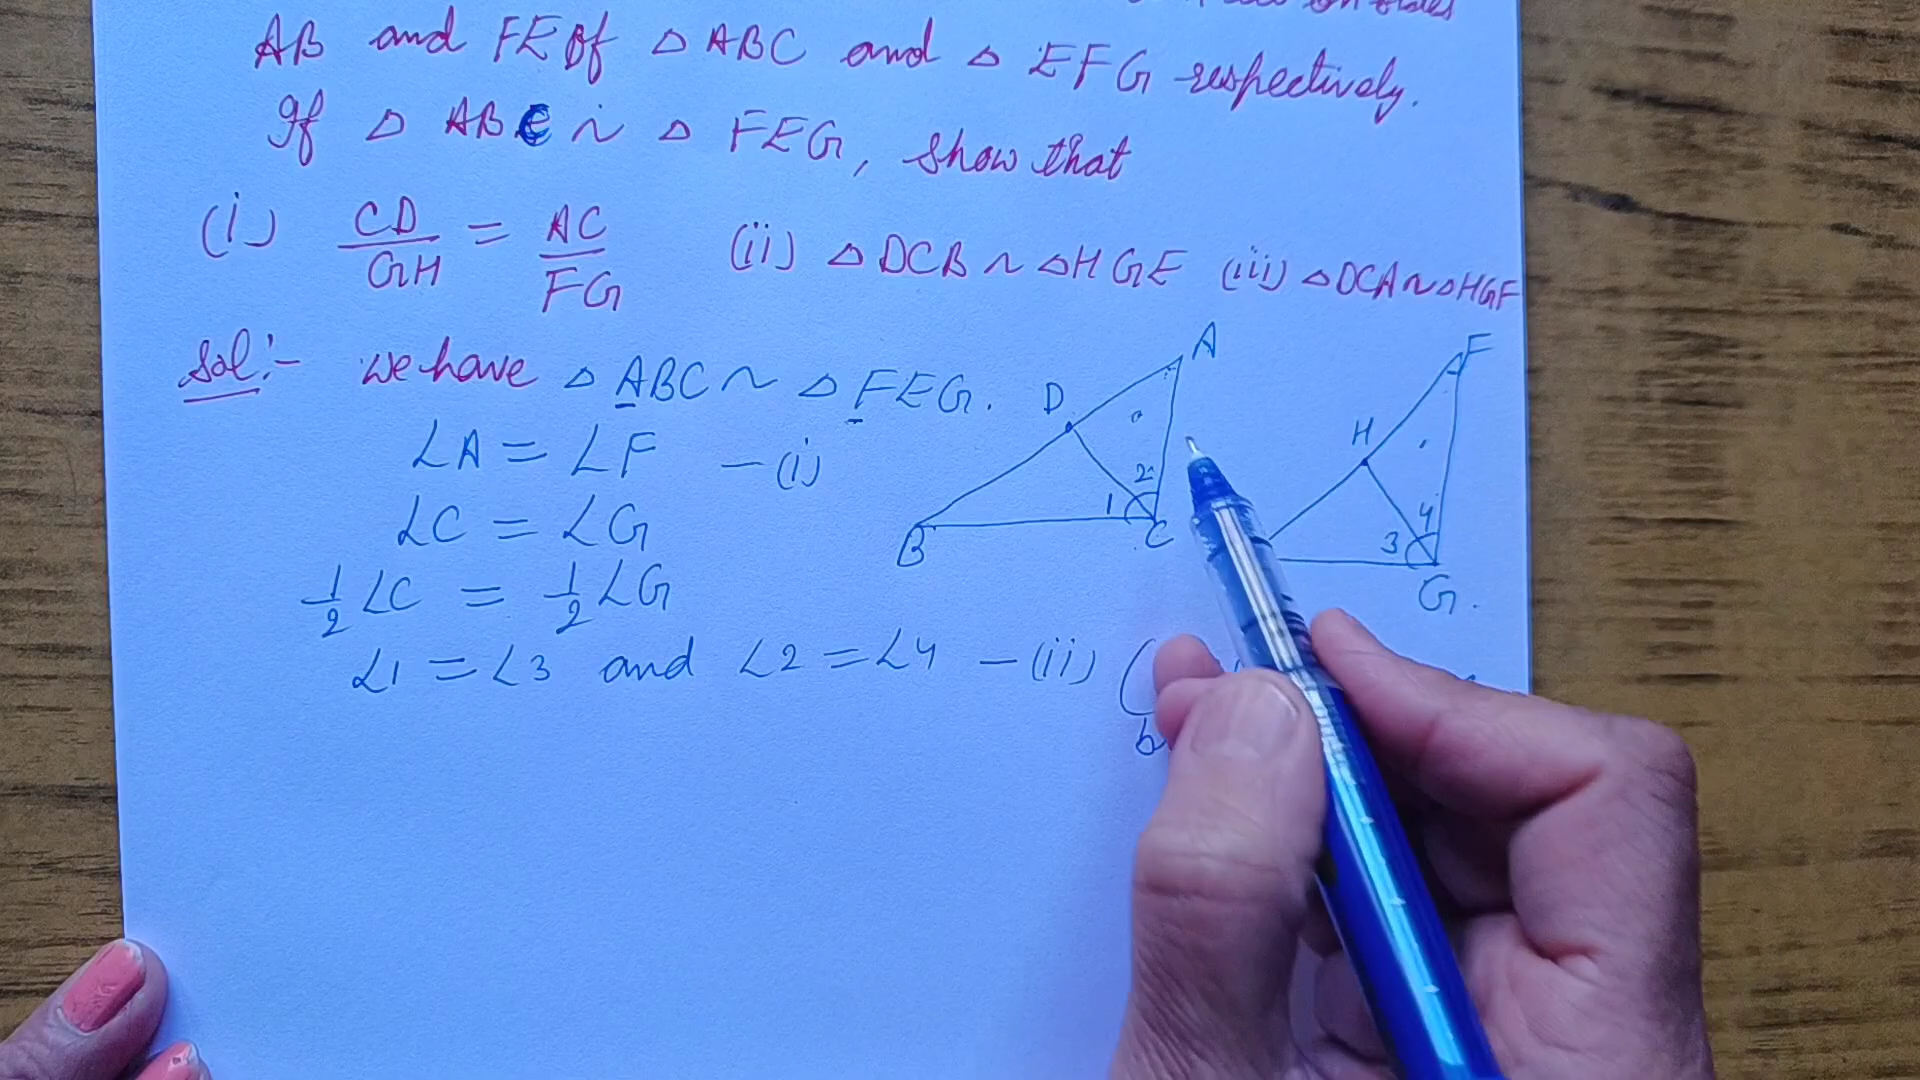 on sides
AB and FE Of △ ABC and △ EFG respectively.
If △ ABC ~ △ FEG, show that
(i) CD/GH = AC/FG (ii) △DCB ~ △HGE (iii) △DCA ~ △HGF
Sol:- We have △ ABC ~ △ FEG.
∠A = ∠F — (i)
∠C = ∠G
1/2 ∠C = 1/2 ∠G
∠1 = ∠3 and ∠2 = ∠4 — (ii) (
b
A
D
2
1
B
C
F
H
4
3
G.